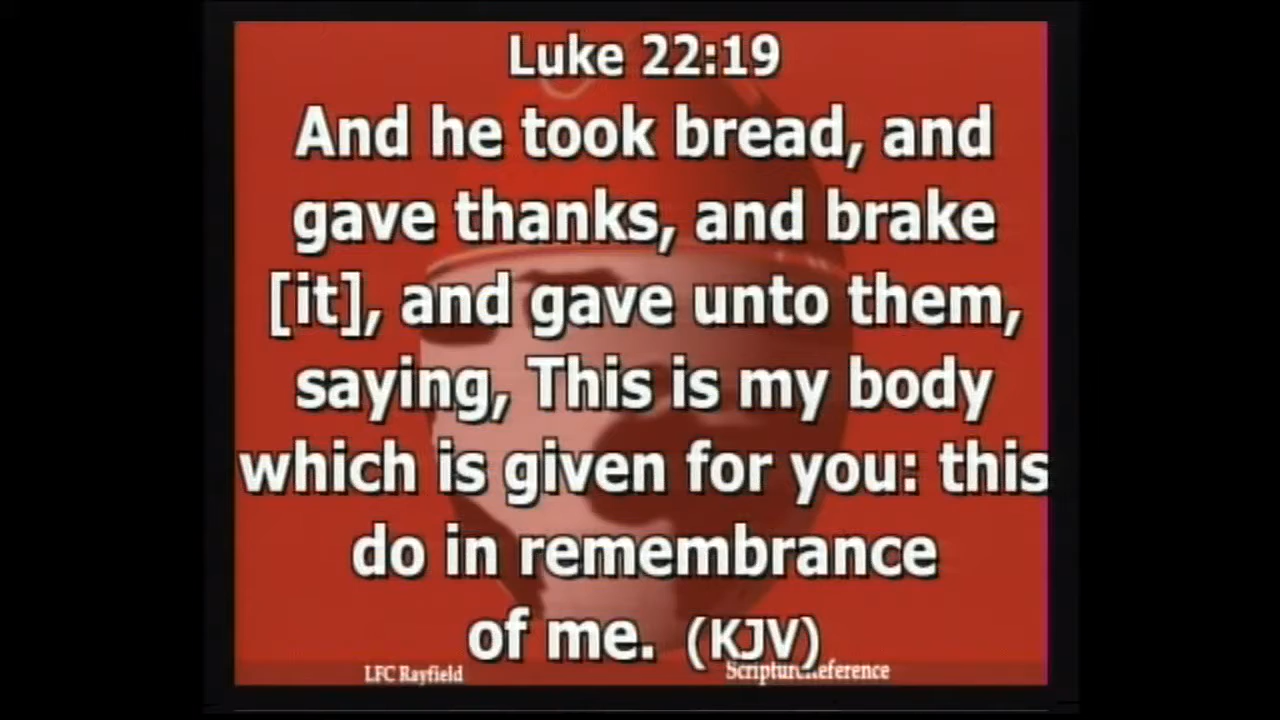 Luke 22:19
And he took bread, and
gave thanks, and brake
[it], and gave unto them,
saying, This is my body
which is given for you: this
do in remembrance
of me. (KJV)
LFC Rayfield
ScriptureReference